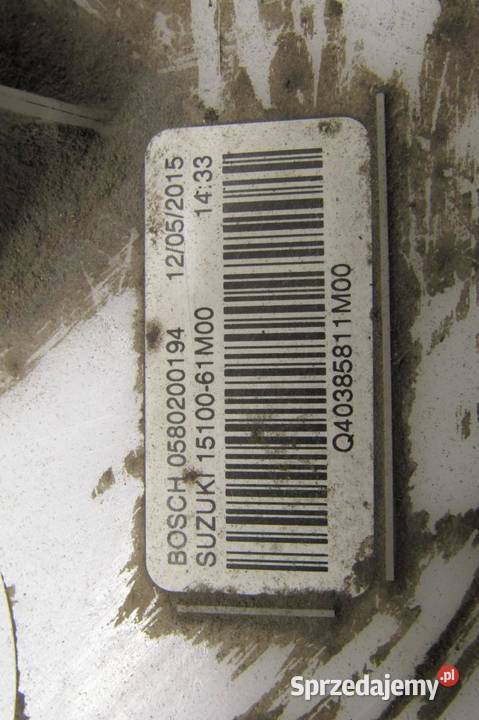 BOSCH 0580200194 12/05/2015
SUZUKI 15100-61M00 14:33
Q40385811M00
Sprzedajemy.pl